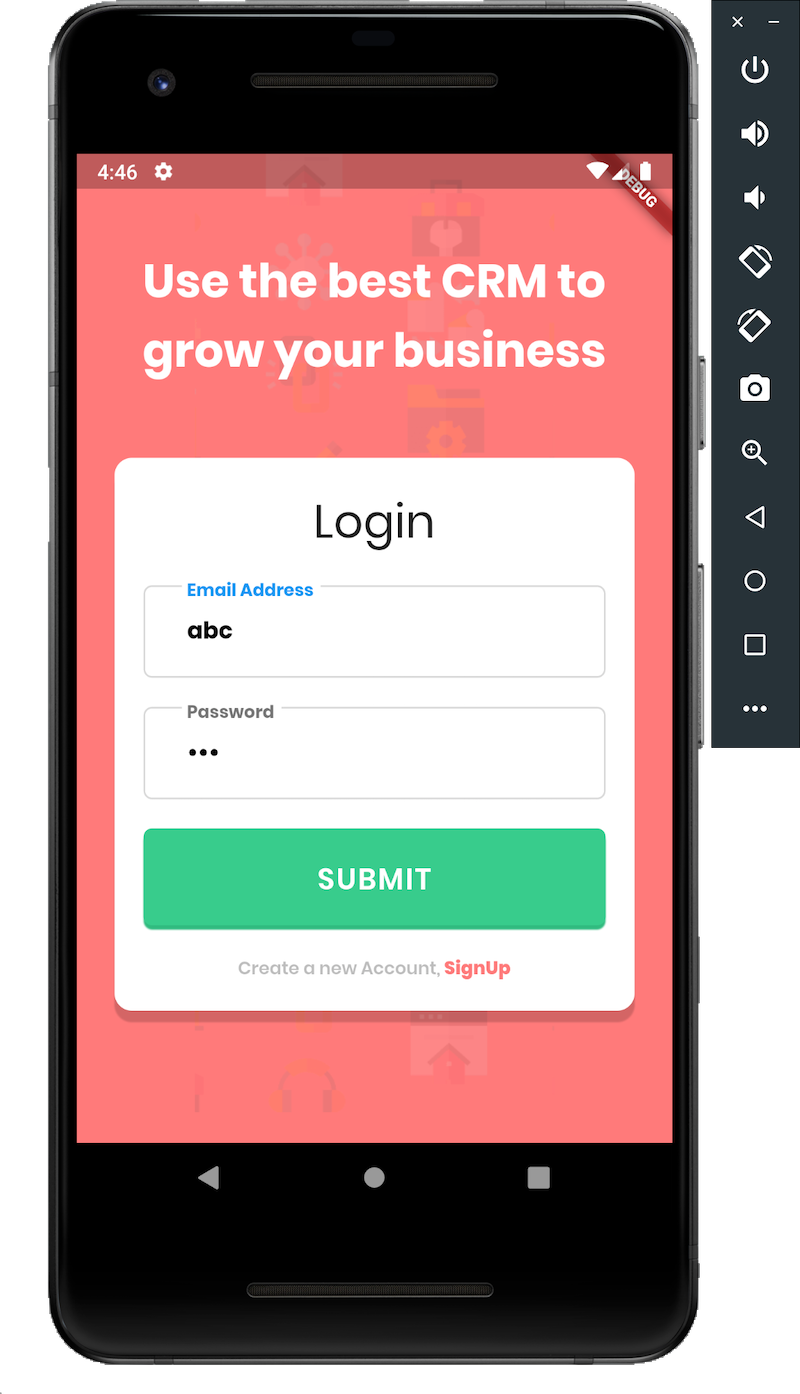 4:46
DEBUG
Use the best CRM to
grow your business
Login
Email Address
abc
Password
•••
SUBMIT
Create a new Account, SignUp